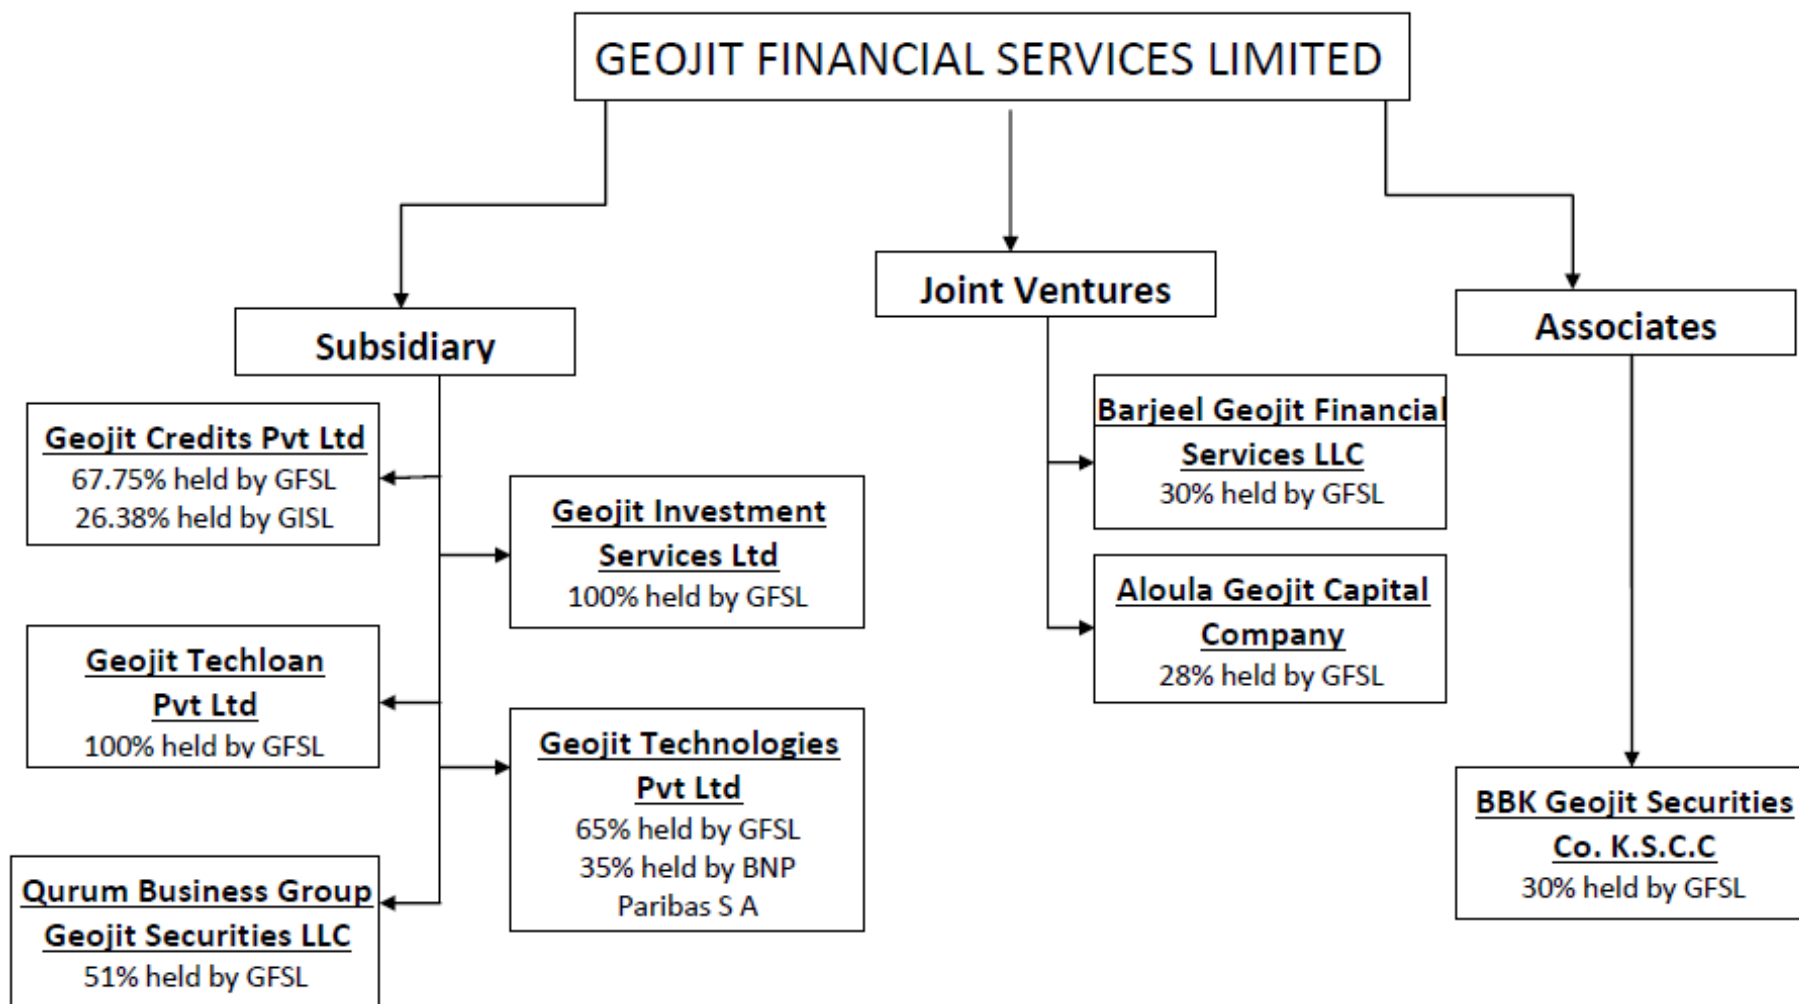 GEOJIT FINANCIAL SERVICES LIMITED
Subsidiary
Geojit Credits Pvt Ltd
67.75% held by GFSL
26.38% held by GISL
Geojit Investment
Services Ltd
100% held by GFSL
Geojit Techloan
Pvt Ltd
100% held by GFSL
Geojit Technologies
Pvt Ltd
65% held by GFSL
35% held by BNP
Paribas S A
Qurum Business Group
Geojit Securities LLC
51% held by GFSL
Joint Ventures
Barjeel Geojit Financial
Services LLC
30% held by GFSL
Aloula Geojit Capital
Company
28% held by GFSL
Associates
BBK Geojit Securities
Co. K.S.C.C
30% held by GFSL